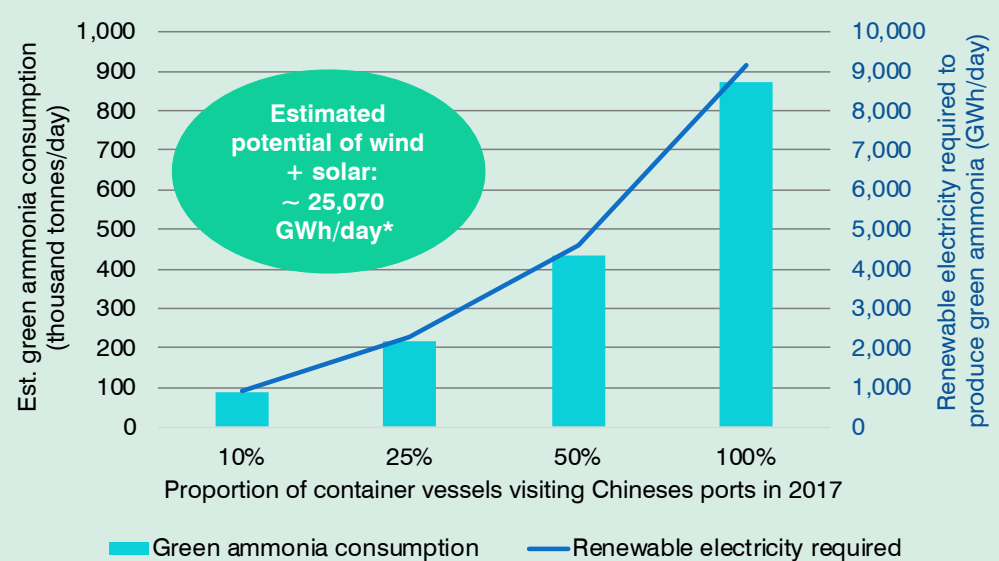 Est. green ammonia consumption
(thousand tonnes/day)
1,000
900
800
700
600
500
400
300
200
100
0
Estimated
potential of wind
+ solar:
~ 25,070
GWh/day*
10,000
9,000
8,000
7,000
6,000
5,000
4,000
3,000
2,000
1,000
0
Renewable electricity required to
produce green ammonia (GWh/day)
10%
25%
50%
100%
Proportion of container vessels visiting Chineses ports in 2017
Green ammonia consumption
Renewable electricity required